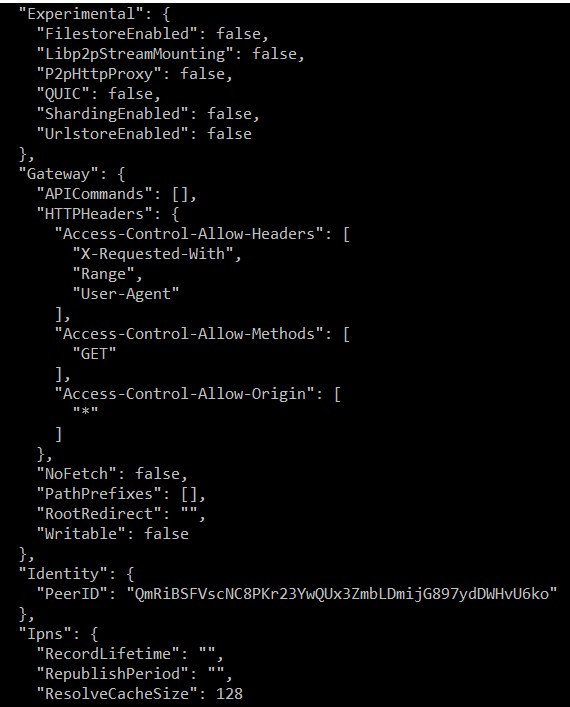 "Experimental": {
"FilestoreEnabled": false,
"Libp2pStreamMounting": false,
"P2pHttpProxy": false,
"QUIC": false,
"ShardingEnabled": false,
"UrlstoreEnabled": false
},
"Gateway": {
"APICommands": [],
"HTTPHeaders": {
"Access-Control-Allow-Headers": [
"X-Requested-With",
"Range",
"User-Agent"
],
"Access-Control-Allow-Methods": [
"GET"
],
"Access-Control-Allow-Origin": [
"*"
]
},
"NoFetch": false,
"PathPrefixes": [],
"RootRedirect": "",
"Writable": false
},
"Identity": {
"PeerID": "QmRiBSFVscNC8PKr23YwQUx3ZmbLDmijG897ydDWHvU6ko"
},
"Ipns": {
"RecordLifetime": "",
"RepublishPeriod": "",
"ResolveCacheSize": 128